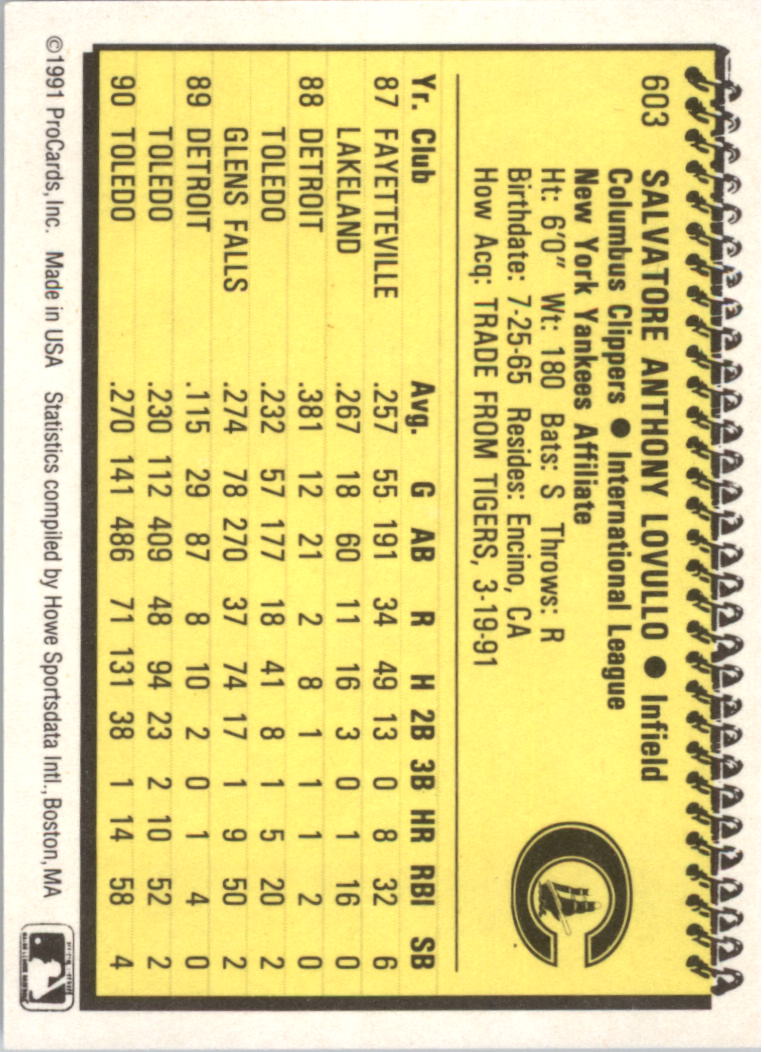 603 SALVATORE ANTHONY LOVULLO ● Infield
Columbus Clippers ● International League
New York Yankees Affiliate
Ht: 6'0" Wt: 180 Bats: S Throws: R
Birthdate: 7-25-65 Resides: Encino, CA
How Acq: TRADE FROM TIGERS, 3-19-91
Yr. Club Avg. G AB R H 2B 3B HR RBI SB
87 FAYETTEVILLE .257 55 191 34 49 13 0 8 32 6
LAKELAND .267 18 60 11 16 3 0 1 16 0
88 DETROIT .381 12 21 2 8 1 1 1 2 0
TOLEDO .232 57 177 18 41 8 1 5 20 2
GLENS FALLS .274 78 270 37 74 17 1 9 50 2
89 DETROIT .115 29 87 8 10 2 0 1 4 0
TOLEDO .230 112 409 48 94 23 2 10 52 2
90 TOLEDO .270 141 486 71 131 38 1 14 58 4
©1991 ProCards, Inc. Made in USA Statistics compiled by Howe Sportsdata Intl., Boston, MA